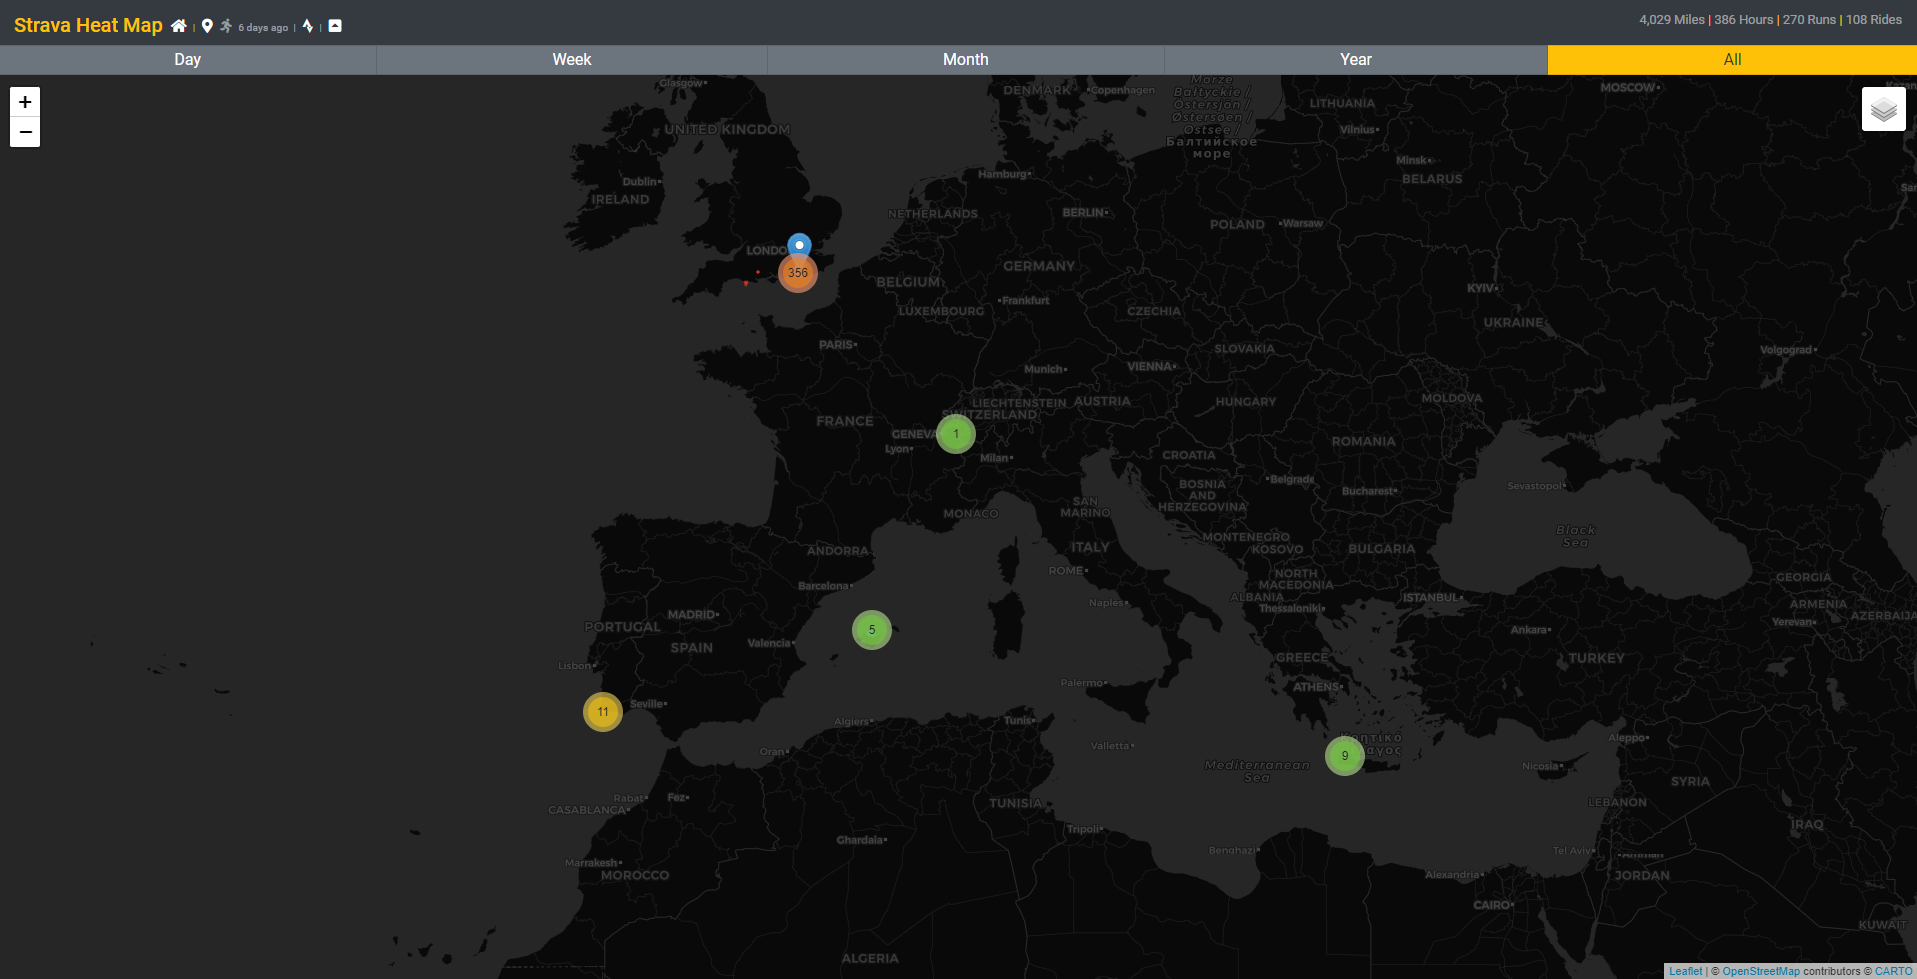 Strava Heat Map | 6 days ago | |
4,029 Miles | 386 Hours | 270 Runs | 108 Rides
Day
Week
Month
Year
All
+
−
Glasgow
UNITED KINGDOM
DENMARK
Copenhagen
Morze
Bałtyckie /
Östersjön /
Østersøen /
Ostsee /
Балтийское
море
LITHUANIA
Vilnius
MOSCOW
Minsk
BELARUS
Dublin
IRELAND
Hamburg
NETHERLANDS
BERLIN
POLAND
Warsaw
LONDO
356
BELGIUM
GERMANY
Frankfurt
LUXEMBOURG
CZECHIA
KYIV
UKRAINE
PARIS
SLOVAKIA
Volgograd
Munich
VIENNA
LIECHTENSTEIN
AUSTRIA
SWITZERLAND
HUNGARY
MOLDOVA
FRANCE
GENEVA
1
Lyon
Milan
ROMANIA
CROATIA
BOSNIA
AND
HERZEGOVINA
Belgrade
Bucharest
Sevastopol
SAN
MARINO
MONACO
Black
Sea
MONTENEGRO
KOSOVO
BULGARIA
ANDORRA
ITALY
ROME
NORTH
MACEDONIA
ALBANIA
Thessaloniki
ISTANBUL
GEORGIA
ARMENIA
AZERBAIJA
Yerevan
Barcelona
Naples
MADRID
PORTUGAL
SPAIN
Valencia
5
Ankara
TURKEY
Lisbon
GREECE
ATHENS
Palermo
11
Seville
Algiers
Tunis
Oran
Valletta
9
Mediterranean
Sea
Aleppo
Nicosia
SYRIA
LEBANON
IRAQ
Rabat
Fez
CASABLANCA
TUNISIA
Tripoli
Ghardaia
Benghazi
Tel Aviv
Amman
JORDAN
Marrakesh
MOROCCO
Alexandria
CAIRO
KUWAIT
ALGERIA
Leaflet | © OpenStreetMap contributors © CARTO